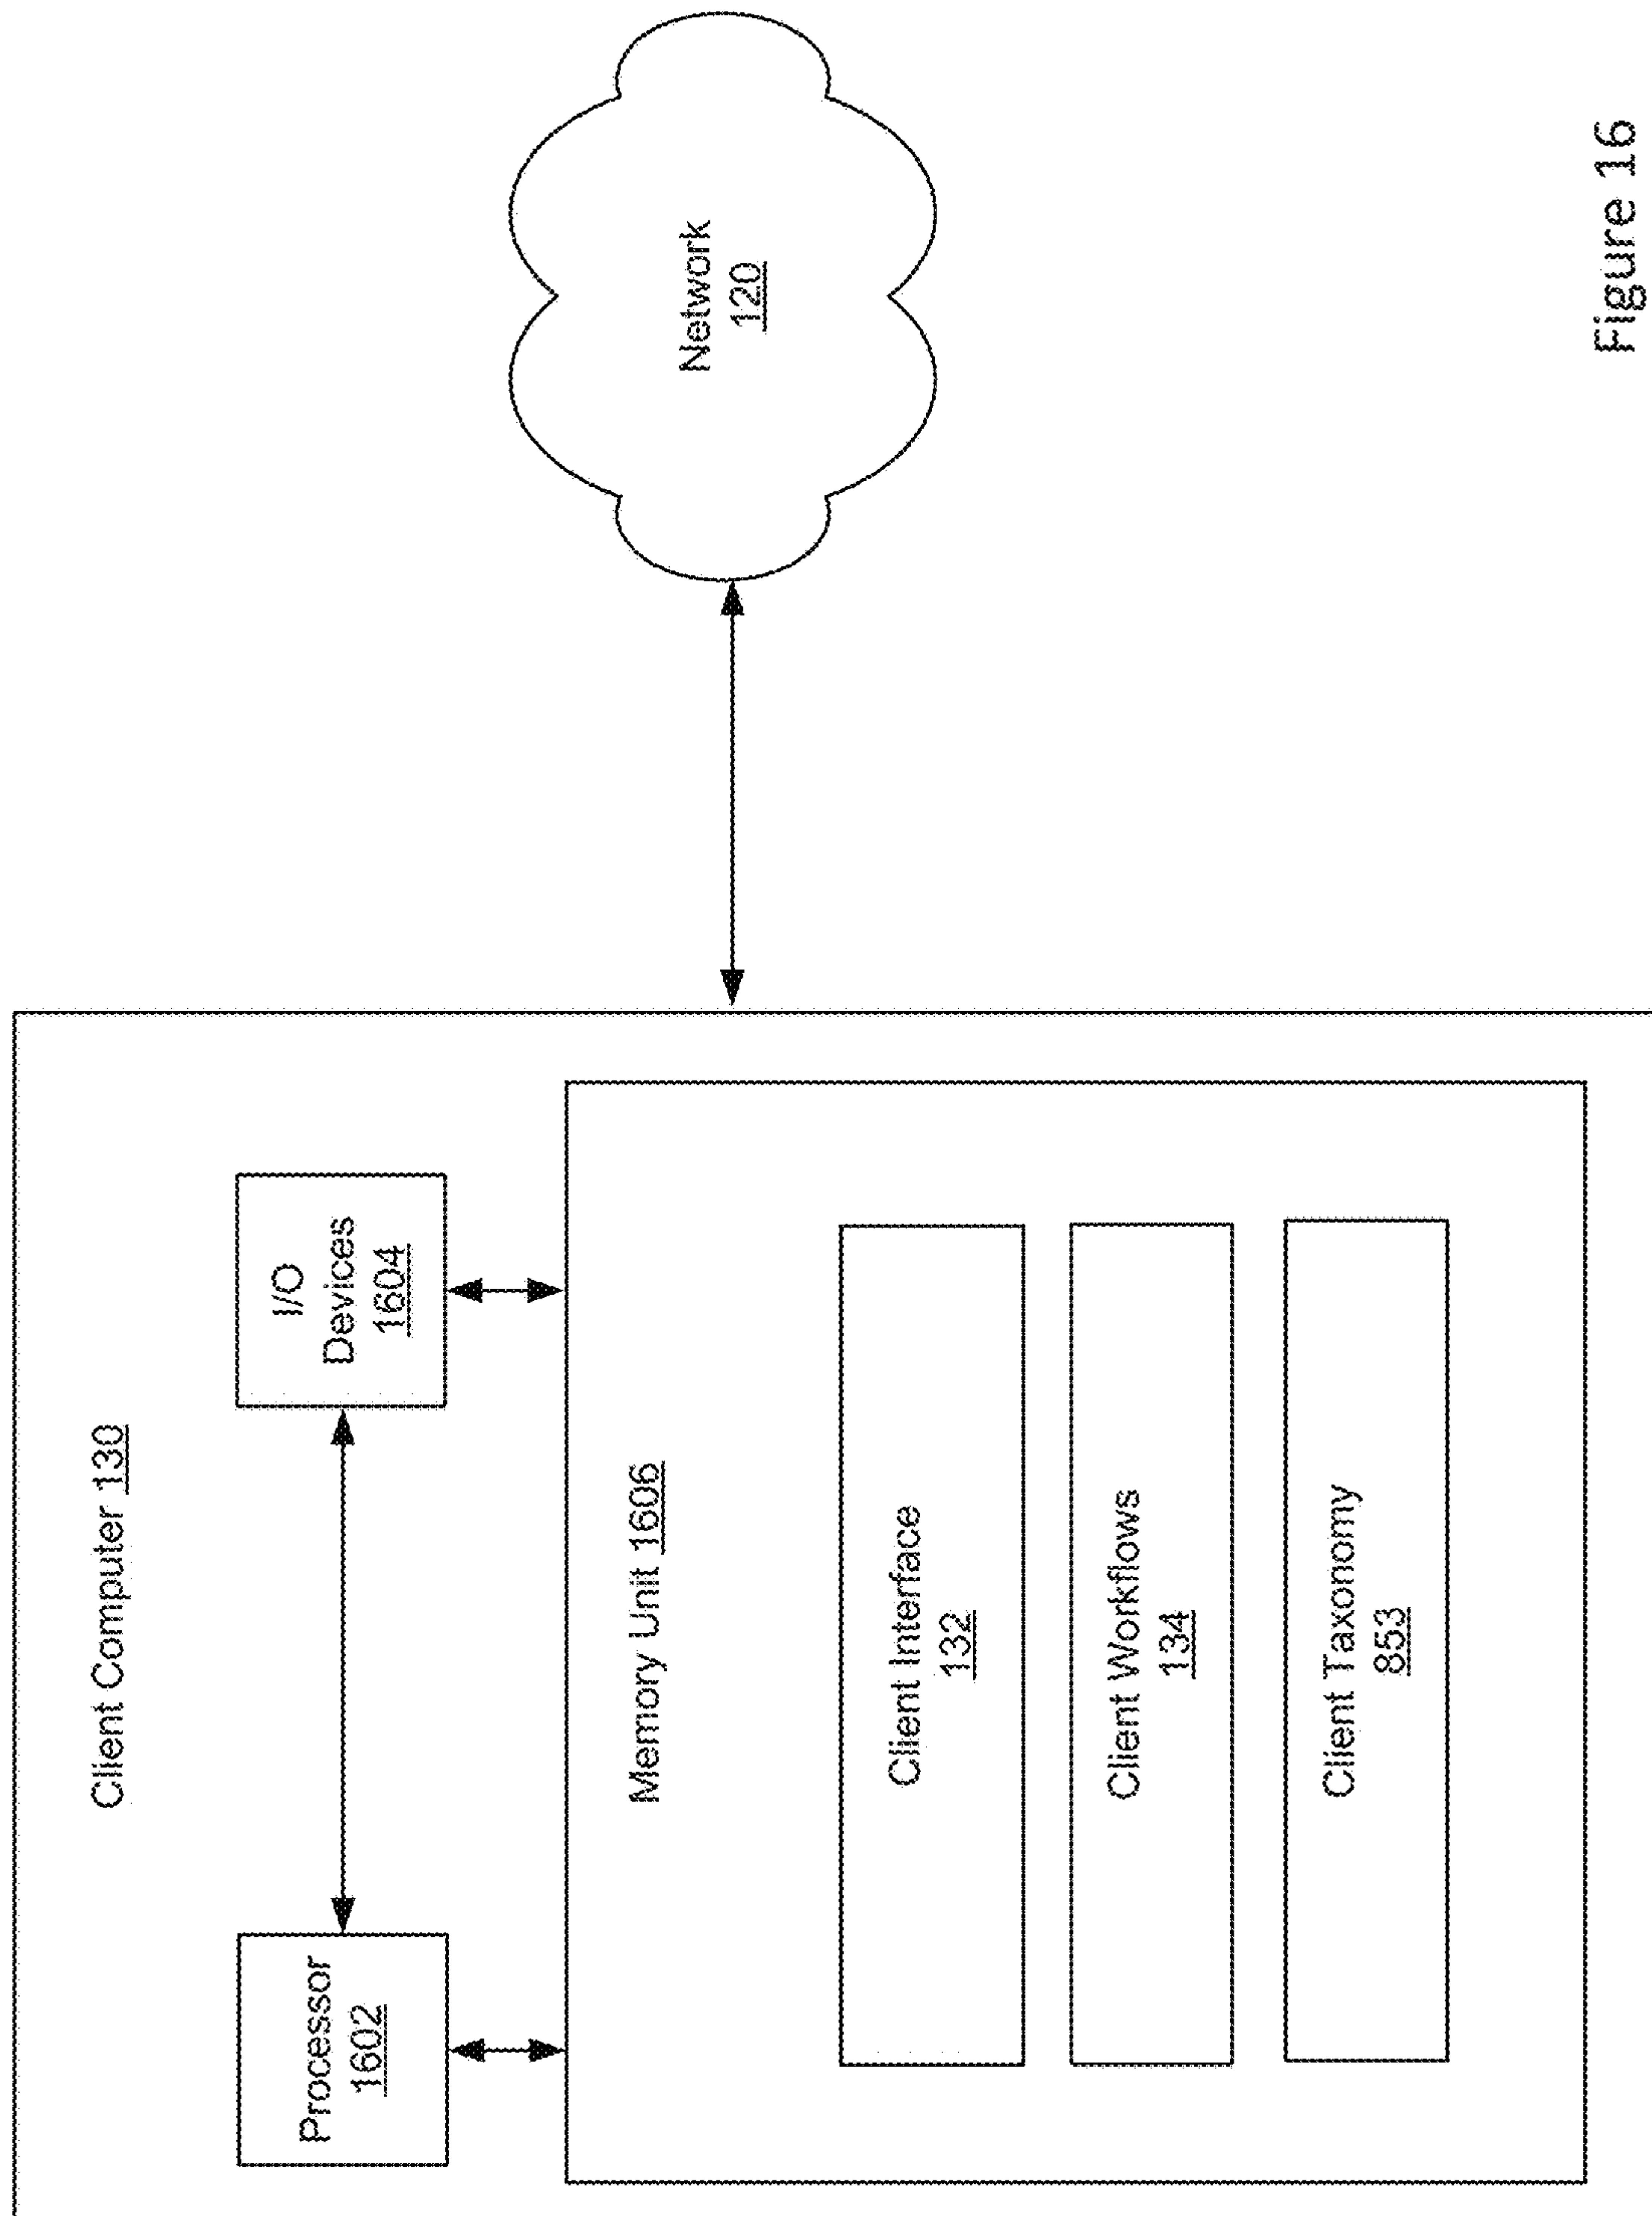 Client Computer 130
Processor
1602
I/O
Devices
1604
Memory Unit 1606
Client Interface
132
Client Workflows
134
Client Taxonomy
853
Network
120
Figure 16